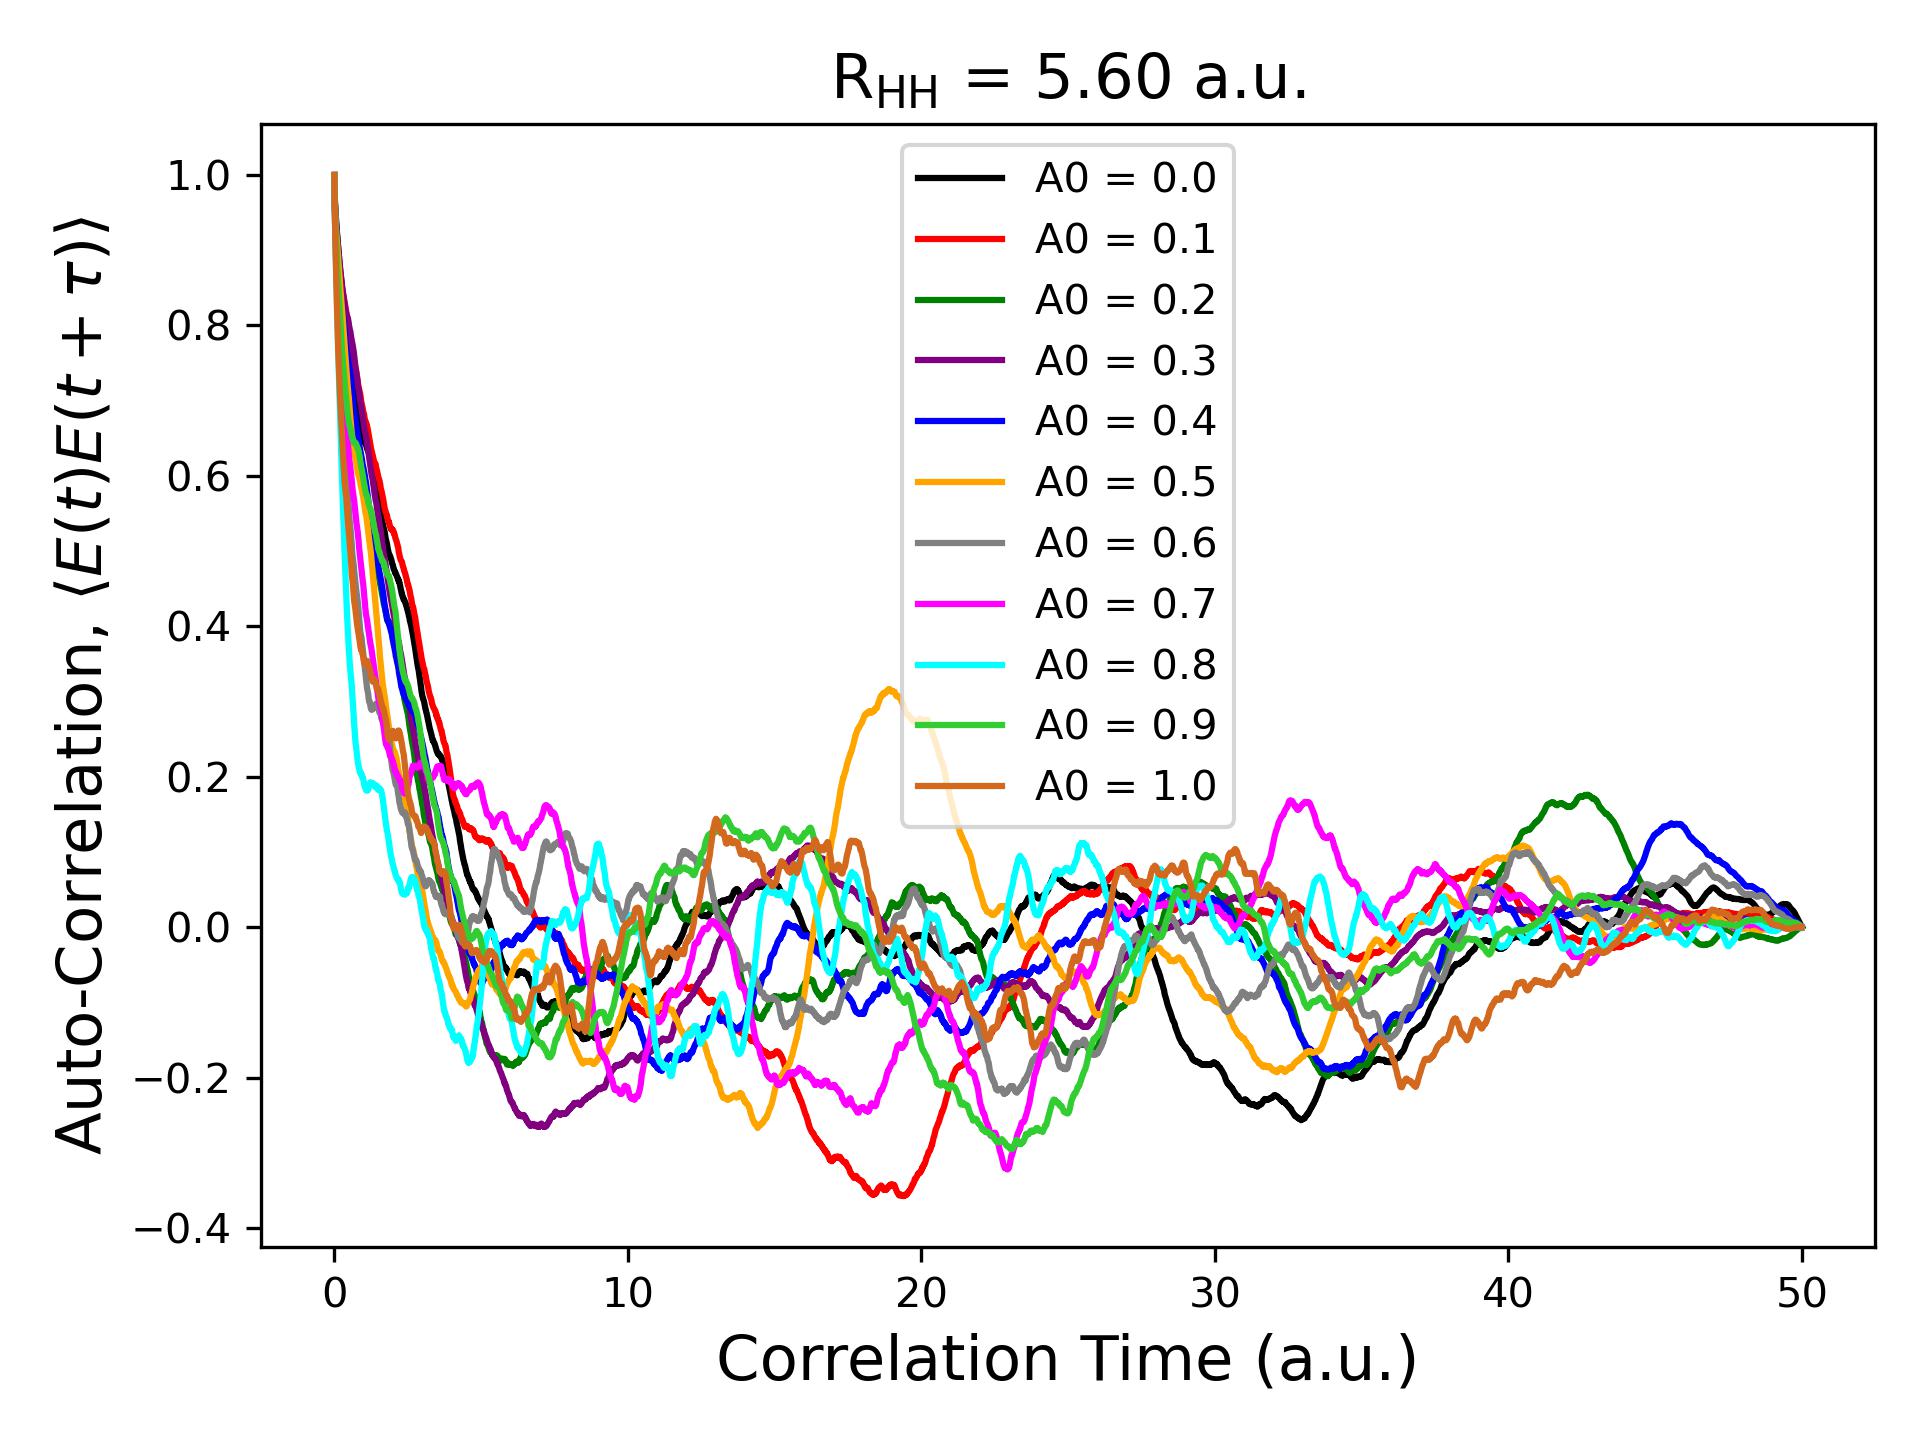 R_HH = 5.60 a.u.
Auto-Correlation, ⟨E(t)E(t + τ)⟩
1.0
0.8
0.6
0.4
0.2
0.0
−0.2
−0.4
A0 = 0.0
A0 = 0.1
A0 = 0.2
A0 = 0.3
A0 = 0.4
A0 = 0.5
A0 = 0.6
A0 = 0.7
A0 = 0.8
A0 = 0.9
A0 = 1.0
0 10 20 30 40 50
Correlation Time (a.u.)